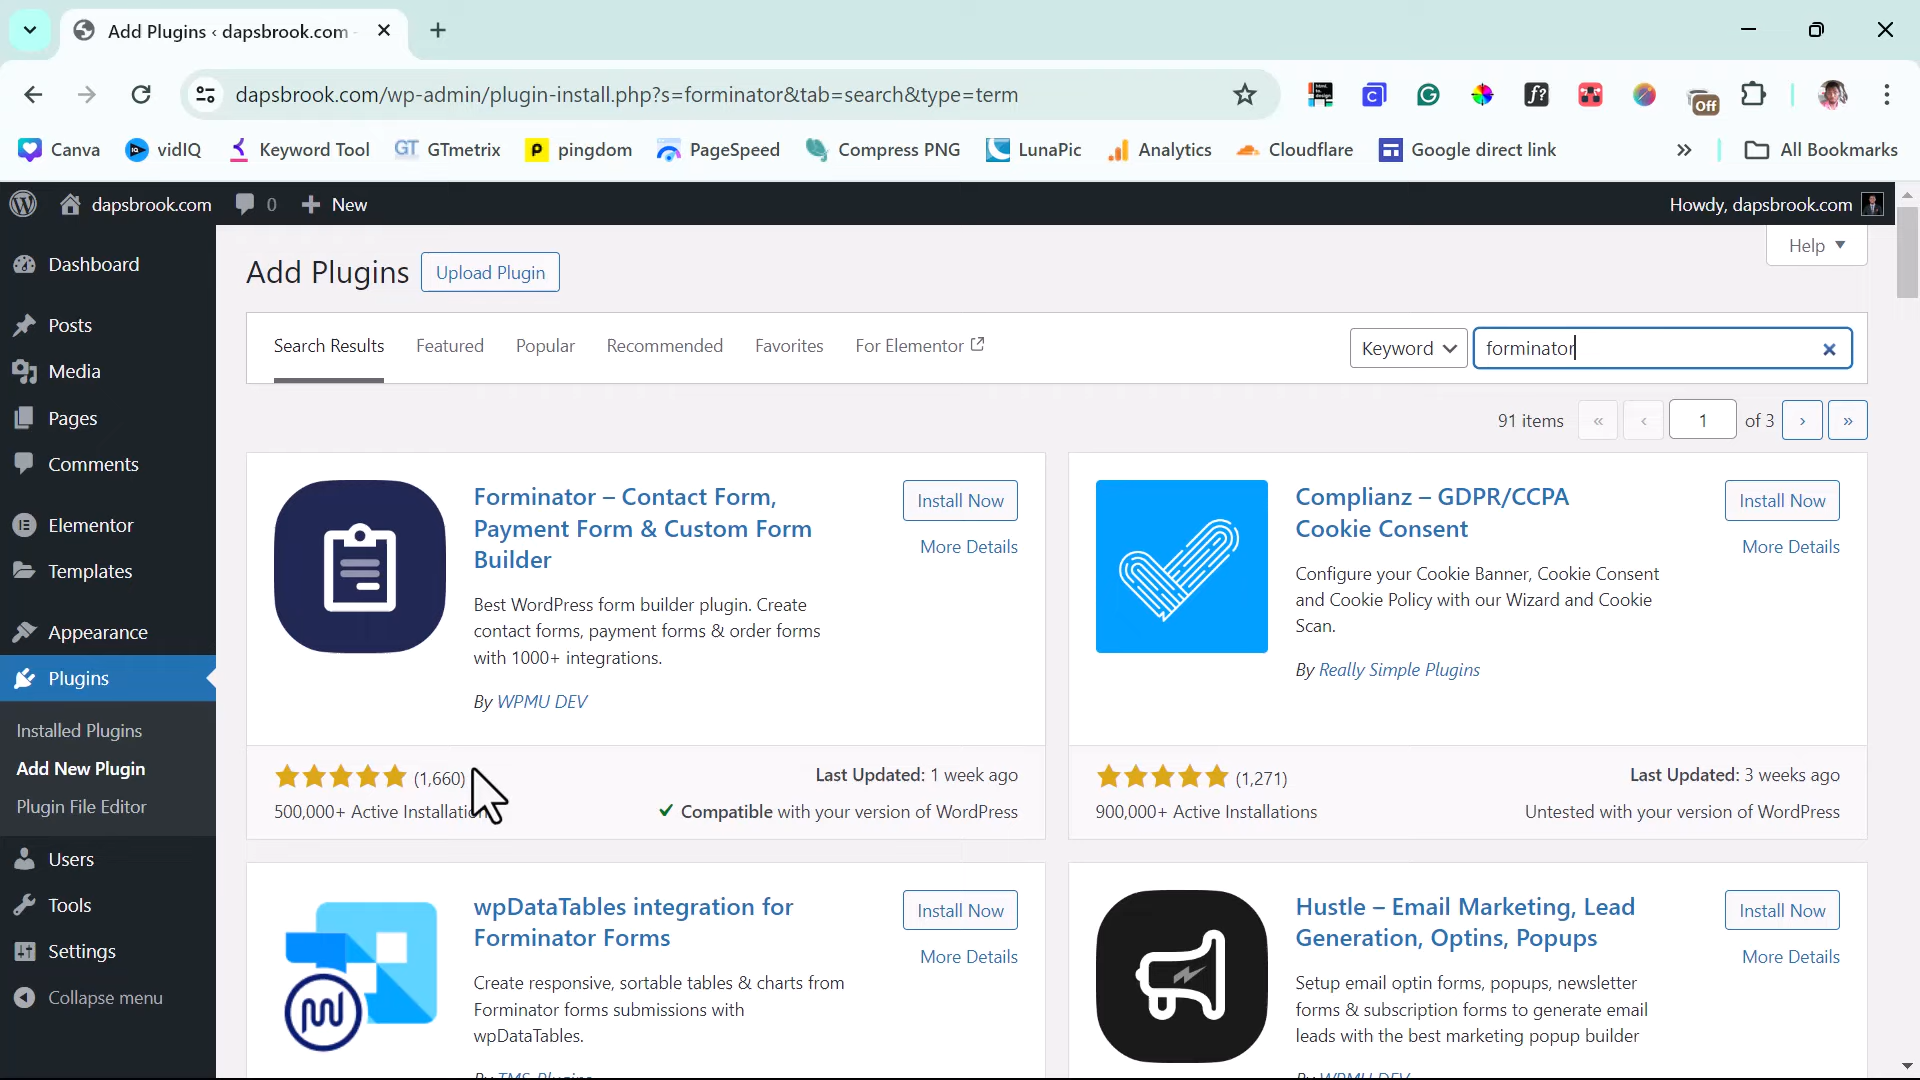 Add Plugins ‹ dapsbrook.com
dapsbrook.com/wp-admin/plugin-install.php?s=forminator&tab=search&type=term
Off
Canva
vidIQ
Keyword Tool
GT GTmetrix
pingdom
PageSpeed
Compress PNG
LunaPic
Analytics
Cloudflare
Google direct link
»
All Bookmarks
dapsbrook.com
0
New
Howdy, dapsbrook.com
Dashboard
Posts
Media
Pages
Comments
Elementor
Templates
Appearance
Plugins
Installed Plugins
Add New Plugin
Plugin File Editor
Users
Tools
Settings
Collapse menu
Help
Add Plugins
Upload Plugin
Search Results
Featured
Popular
Recommended
Favorites
For Elementor
Keyword
forminator
91 items
«
‹
1
of 3
›
»
Forminator – Contact Form,
Payment Form & Custom Form
Builder
Install Now
More Details
Best WordPress form builder plugin. Create
contact forms, payment forms & order forms
with 1000+ integrations.
By WPMU DEV
(1,660)
Last Updated: 1 week ago
500,000+ Active
Compatible with your version of WordPress
Complianz – GDPR/CCPA
Cookie Consent
Install Now
More Details
Configure your Cookie Banner, Cookie Consent
and Cookie Policy with our Wizard and Cookie
Scan.
By Really Simple Plugins
(1,271)
Last Updated: 3 weeks ago
900,000+ Active Installations
Untested with your version of WordPress
wpDataTables integration for
Forminator Forms
Install Now
More Details
Create responsive, sortable tables & charts from
Forminator forms submissions with
wpDataTables.
Hustle – Email Marketing, Lead
Generation, Optins, Popups
Install Now
More Details
Setup email optin forms, popups, newsletter
forms & subscription forms to generate email
leads with the best marketing popup builder